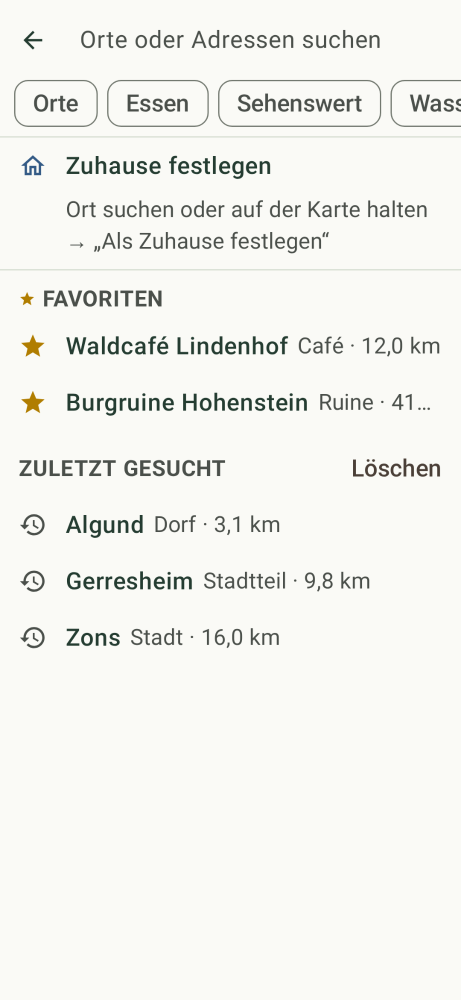 Orte oder Adressen suchen
Orte Essen Sehenswert Wass
Zuhause festlegen
Ort suchen oder auf der Karte halten
→ „Als Zuhause festlegen“
FAVORITEN
Waldcafé Lindenhof Café · 12,0 km
Burgruine Hohenstein Ruine · 41…
ZULETZT GESUCHT Löschen
Algund Dorf · 3,1 km
Gerresheim Stadtteil · 9,8 km
Zons Stadt · 16,0 km